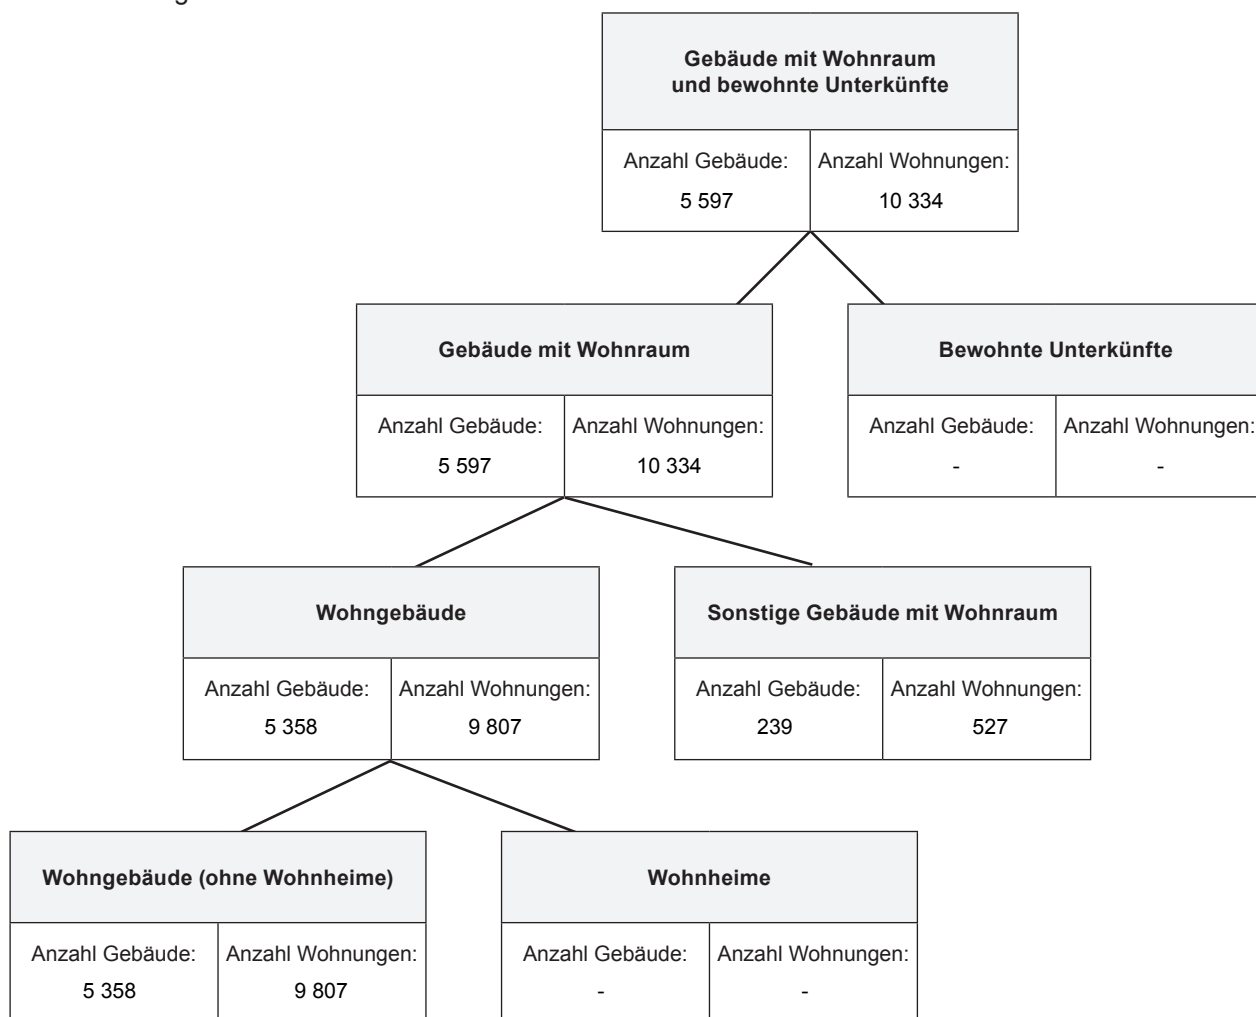 Gebäude mit Wohnraum
und bewohnte Unterkünfte
Anzahl Gebäude: Anzahl Wohnungen:
5 597 10 334
Gebäude mit Wohnraum Bewohnte Unterkünfte
Anzahl Gebäude: Anzahl Wohnungen: Anzahl Gebäude: Anzahl Wohnungen:
5 597 10 334 - -
Wohngebäude Sonstige Gebäude mit Wohnraum
Anzahl Gebäude: Anzahl Wohnungen: Anzahl Gebäude: Anzahl Wohnungen:
5 358 9 807 239 527
Wohngebäude (ohne Wohnheime) Wohnheime
Anzahl Gebäude: Anzahl Wohnungen: Anzahl Gebäude: Anzahl Wohnungen:
5 358 9 807 - -